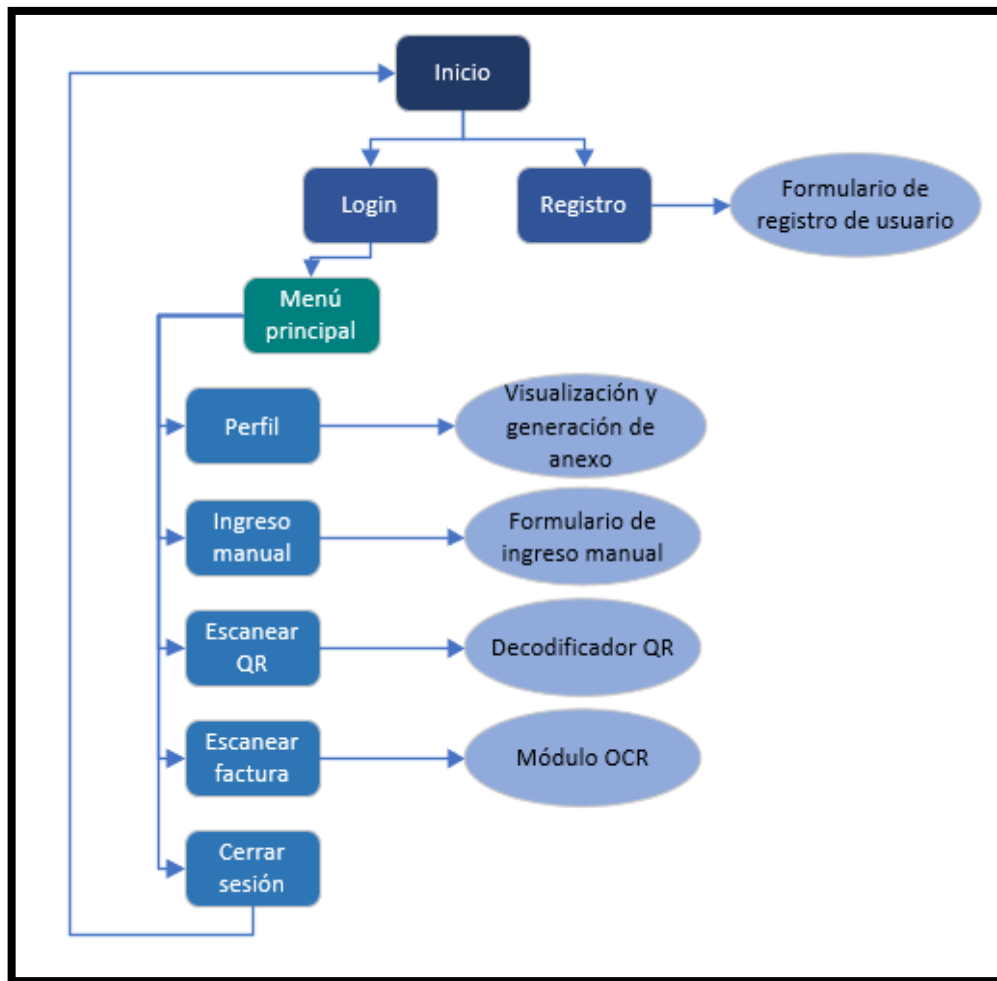 Inicio
Login
Registro
Formulario de
registro de usuario
Menú
principal
Perfil
Visualización y
generación de
anexo
Ingreso
manual
Formulario de
ingreso manual
Escanear
QR
Decodificador QR
Escanear
factura
Módulo OCR
Cerrar
sesión